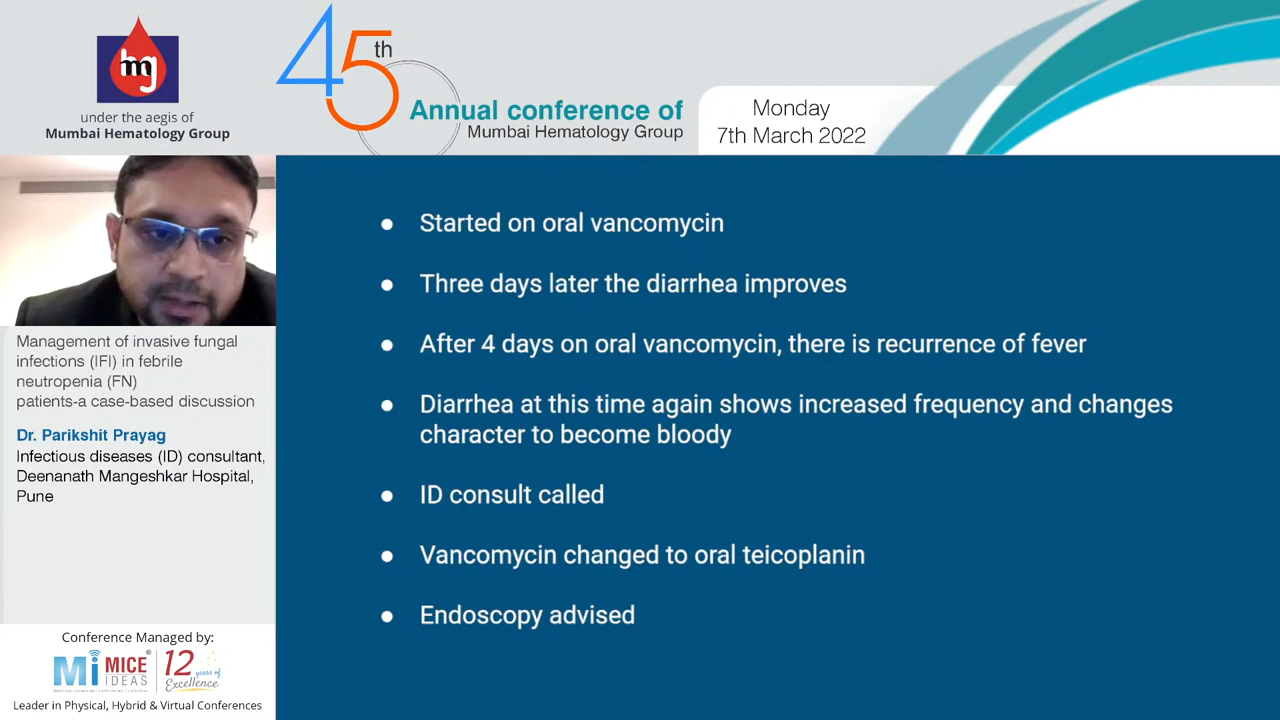 hmg
under the aegis of
Mumbai Hematology Group
45th
Annual conference of
Mumbai Hematology Group
Monday
7th March 2022
Management of invasive fungal
infections (IFI) in febrile
neutropenia (FN)
patients-a case-based discussion
Dr. Parikshit Prayag
Infectious diseases (ID) consultant,
Deenanath Mangeshkar Hospital,
Pune
Conference Managed by:
Mi MICE IDEAS
12 years of Excellence
Leader in Physical, Hybrid & Virtual Conferences
● Started on oral vancomycin
● Three days later the diarrhea improves
● After 4 days on oral vancomycin, there is recurrence of fever
● Diarrhea at this time again shows increased frequency and changes
character to become bloody
● ID consult called
● Vancomycin changed to oral teicoplanin
● Endoscopy advised